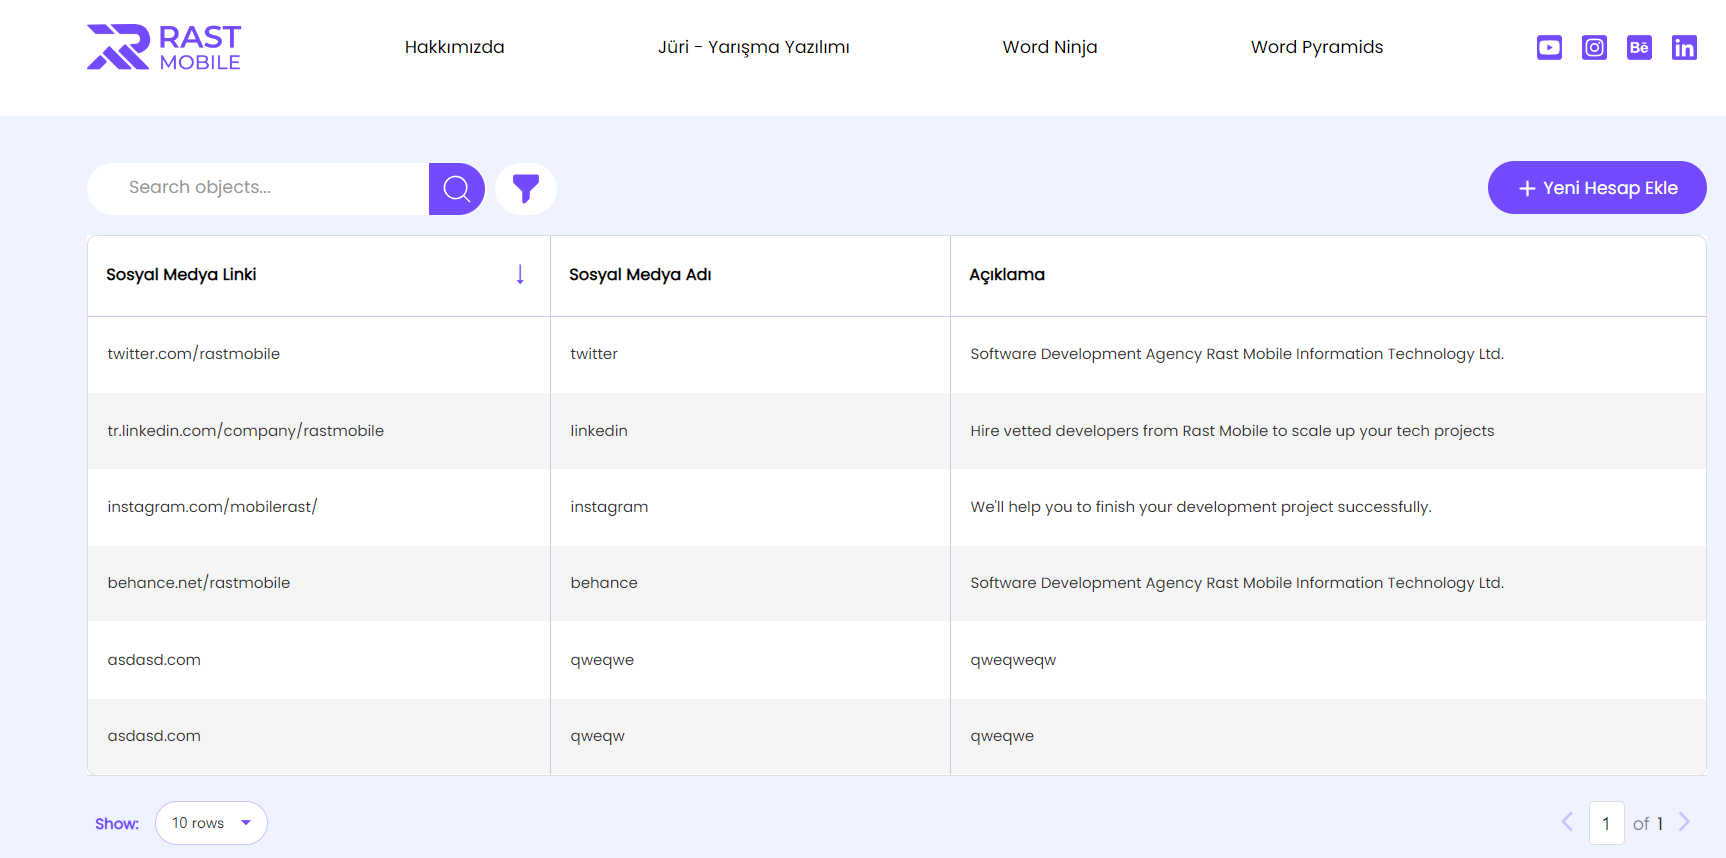 RAST
MOBILE
Hakkımızda
Jüri - Yarışma Yazılımı
Word Ninja
Word Pyramids
Bē
in
Search objects...
+ Yeni Hesap Ekle
Sosyal Medya Linki ↓ Sosyal Medya Adı Açıklama
twitter.com/rastmobile twitter Software Development Agency Rast Mobile Information Technology Ltd.
tr.linkedin.com/company/rastmobile linkedin Hire vetted developers from Rast Mobile to scale up your tech projects
instagram.com/mobilerast/ instagram We'll help you to finish your development project successfully.
behance.net/rastmobile behance Software Development Agency Rast Mobile Information Technology Ltd.
asdasd.com qweqwe qweqweqw
asdasd.com qweqw qweqwe
Show: 10 rows
1 of 1